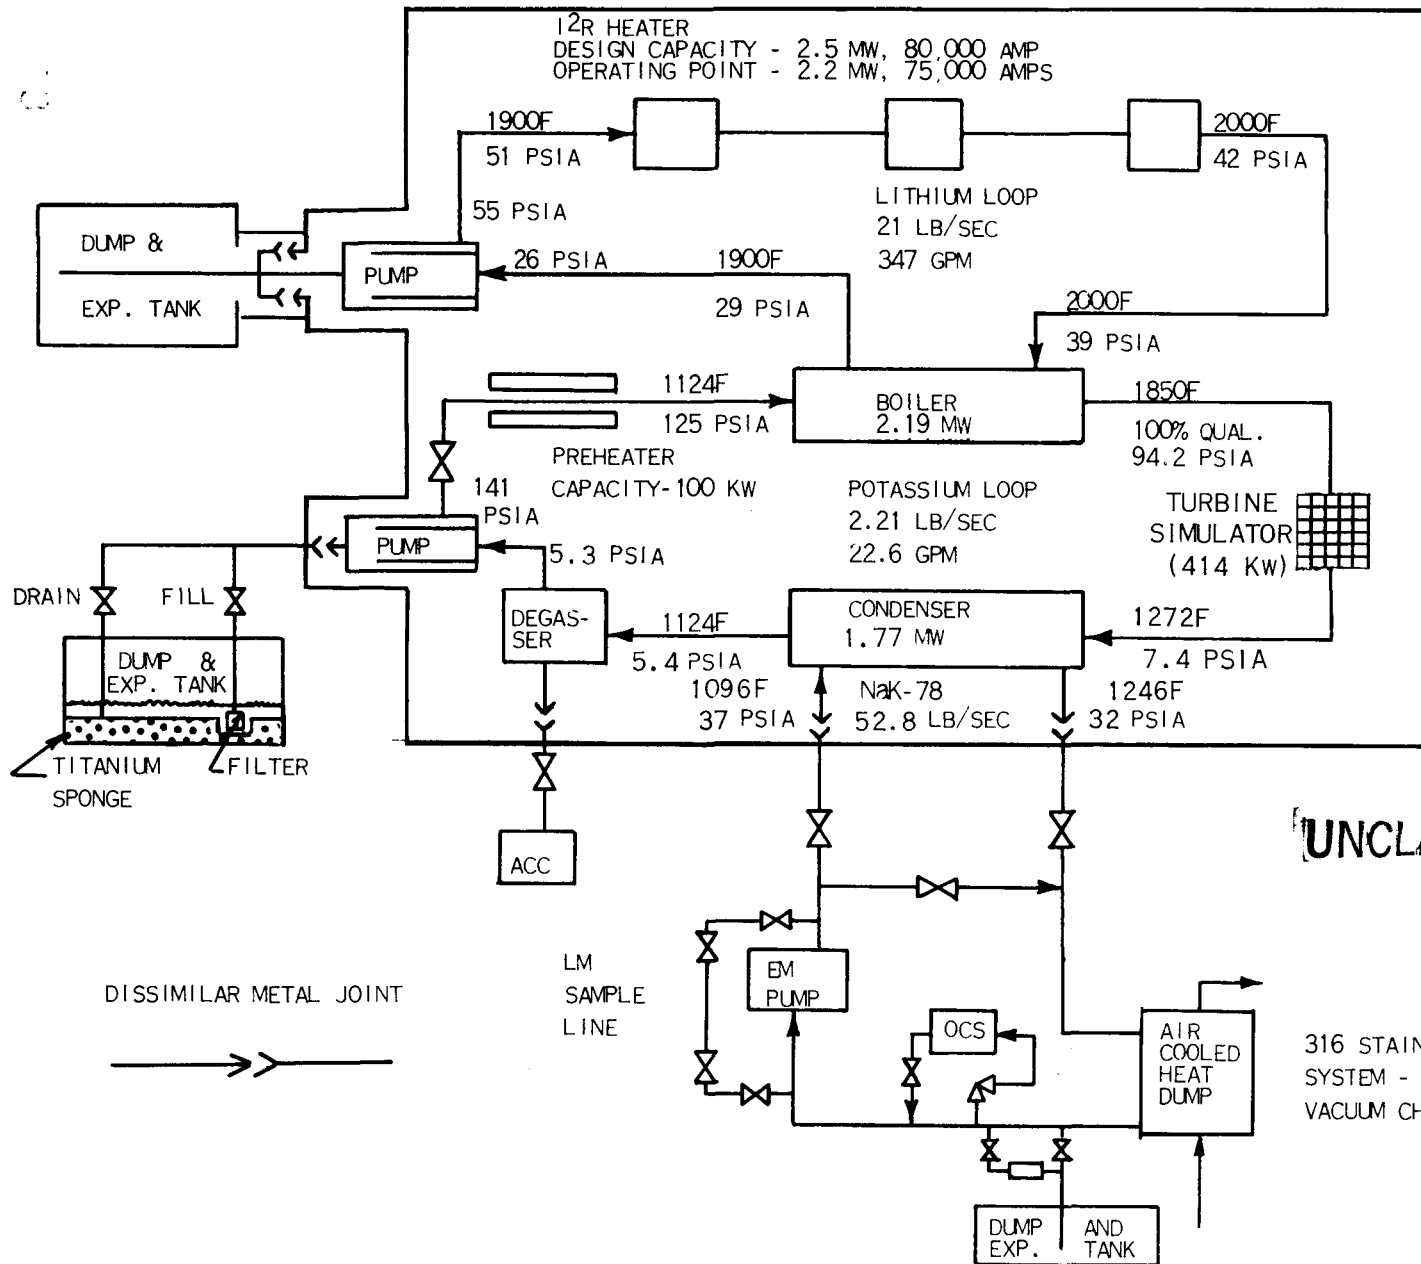 I2R HEATER
DESIGN CAPACITY - 2.5 MW, 80,000 AMP
OPERATING POINT - 2.2 MW, 75,000 AMPS
1900F
51 PSIA
2000F
42 PSIA
55 PSIA
LITHIUM LOOP
21 LB/SEC
347 GPM
DUMP &
EXP. TANK
PUMP
26 PSIA
1900F
29 PSIA
2000F
39 PSIA
1124F
125 PSIA
BOILER
2.19 MW
1850F
100% QUAL.
94.2 PSIA
PREHEATER
CAPACITY-100 KW
141
PSIA
POTASSIUM LOOP
2.21 LB/SEC
22.6 GPM
TURBINE
SIMULATOR
(414 KW)
PUMP
5.3 PSIA
DRAIN
FILL
DEGAS-
SER
1124F
5.4 PSIA
CONDENSER
1.77 MW
1272F
7.4 PSIA
DUMP &
EXP. TANK
1096F
37 PSIA
NaK-78
52.8 LB/SEC
1246F
32 PSIA
TITANIUM
SPONGE
FILTER
ACC
UNCLA
LM
SAMPLE
LINE
EM
PUMP
DISSIMILAR METAL JOINT
OCS
AIR
COOLED
HEAT
DUMP
316 STAIN
SYSTEM -
VACUUM CH
DUMP AND
EXP. TANK